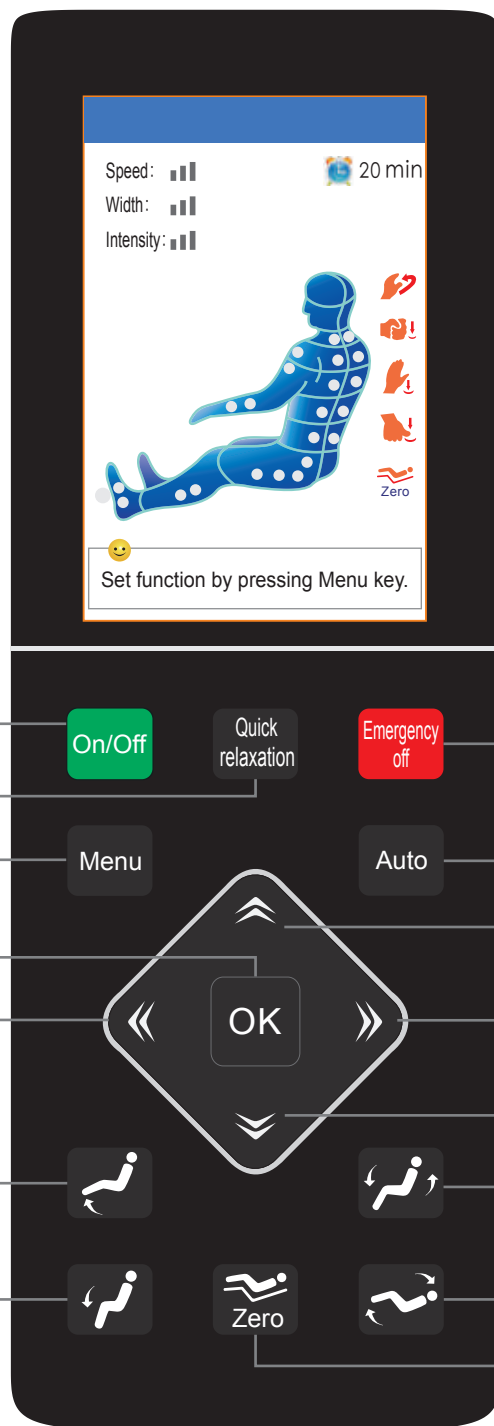 Speed:
20 min
Width:
Intensity:
Zero
Set function by pressing Menu key.
On/Off
Quick
relaxation
Emergency
off
Menu
Auto
OK
Zero